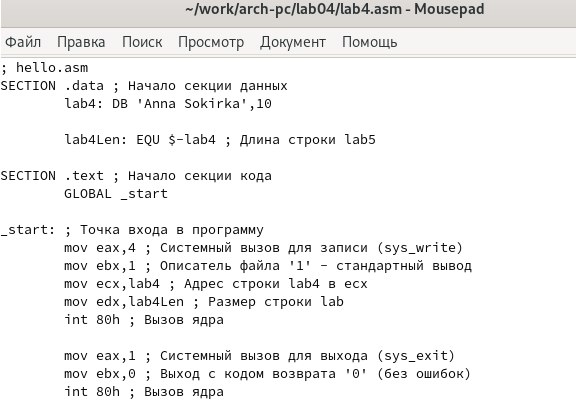 ~/work/arch-pc/lab04/lab4.asm - Mousepad
Файл Правка Поиск Просмотр Документ Помощь
; hello.asm
SECTION .data ; Начало секции данных
lab4: DB 'Anna Sokirka',10
lab4Len: EQU $-lab4 ; Длина строки lab5
SECTION .text ; Начало секции кода
GLOBAL _start
_start: ; Точка входа в программу
mov eax,4 ; Системный вызов для записи (sys_write)
mov ebx,1 ; Описатель файла '1' - стандартный вывод
mov ecx,lab4 ; Адрес строки lab4 в ecx
mov edx,lab4Len ; Размер строки lab
int 80h ; Вызов ядра
mov eax,1 ; Системный вызов для выхода (sys_exit)
mov ebx,0 ; Выход с кодом возврата '0' (без ошибок)
int 80h ; Вызов ядра